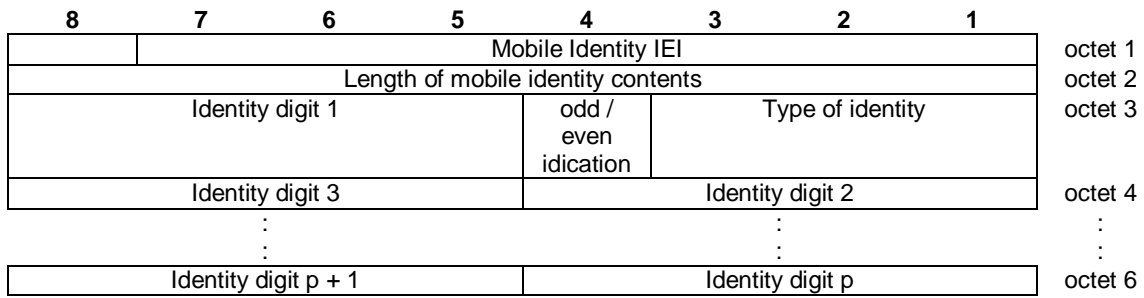 8 7 6 5 4 3 2 1
Mobile Identity IEI octet 1
Length of mobile identity contents octet 2
Identity digit 1 odd / Type of identity octet 3
even
idication
Identity digit 3 Identity digit 2 octet 4
: : :
: : :
Identity digit p + 1 Identity digit p octet 6